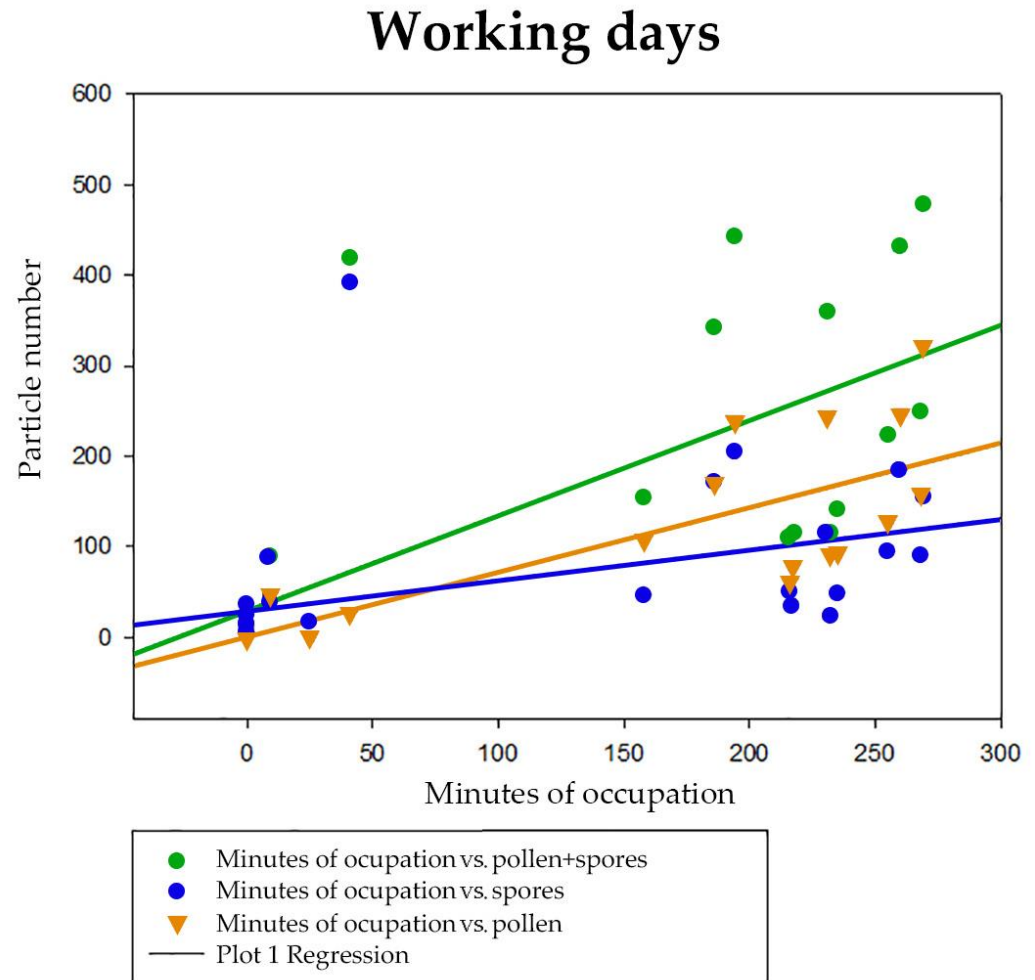 Working days
600
500
400
300
200
100
0
Particle number
0 50 100 150 200 250 300
Minutes of occupation
Minutes of ocupation vs. pollen+spores
Minutes of ocupation vs. spores
Minutes of ocupation vs. pollen
Plot 1 Regression